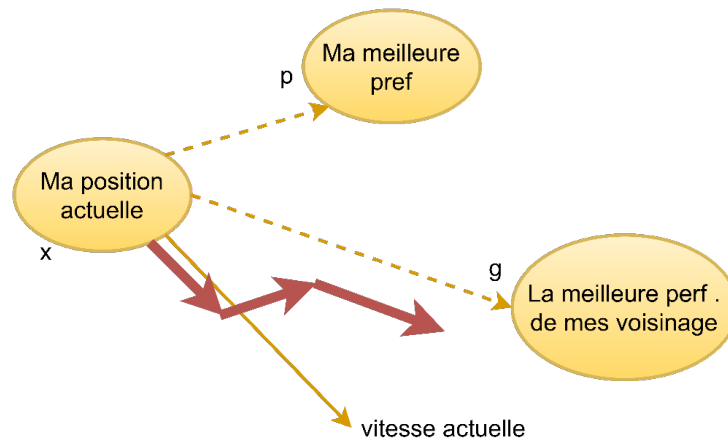 Ma meilleure
pref
p
Ma position
actuelle
x
g
La meilleure perf .
de mes voisinage
vitesse actuelle